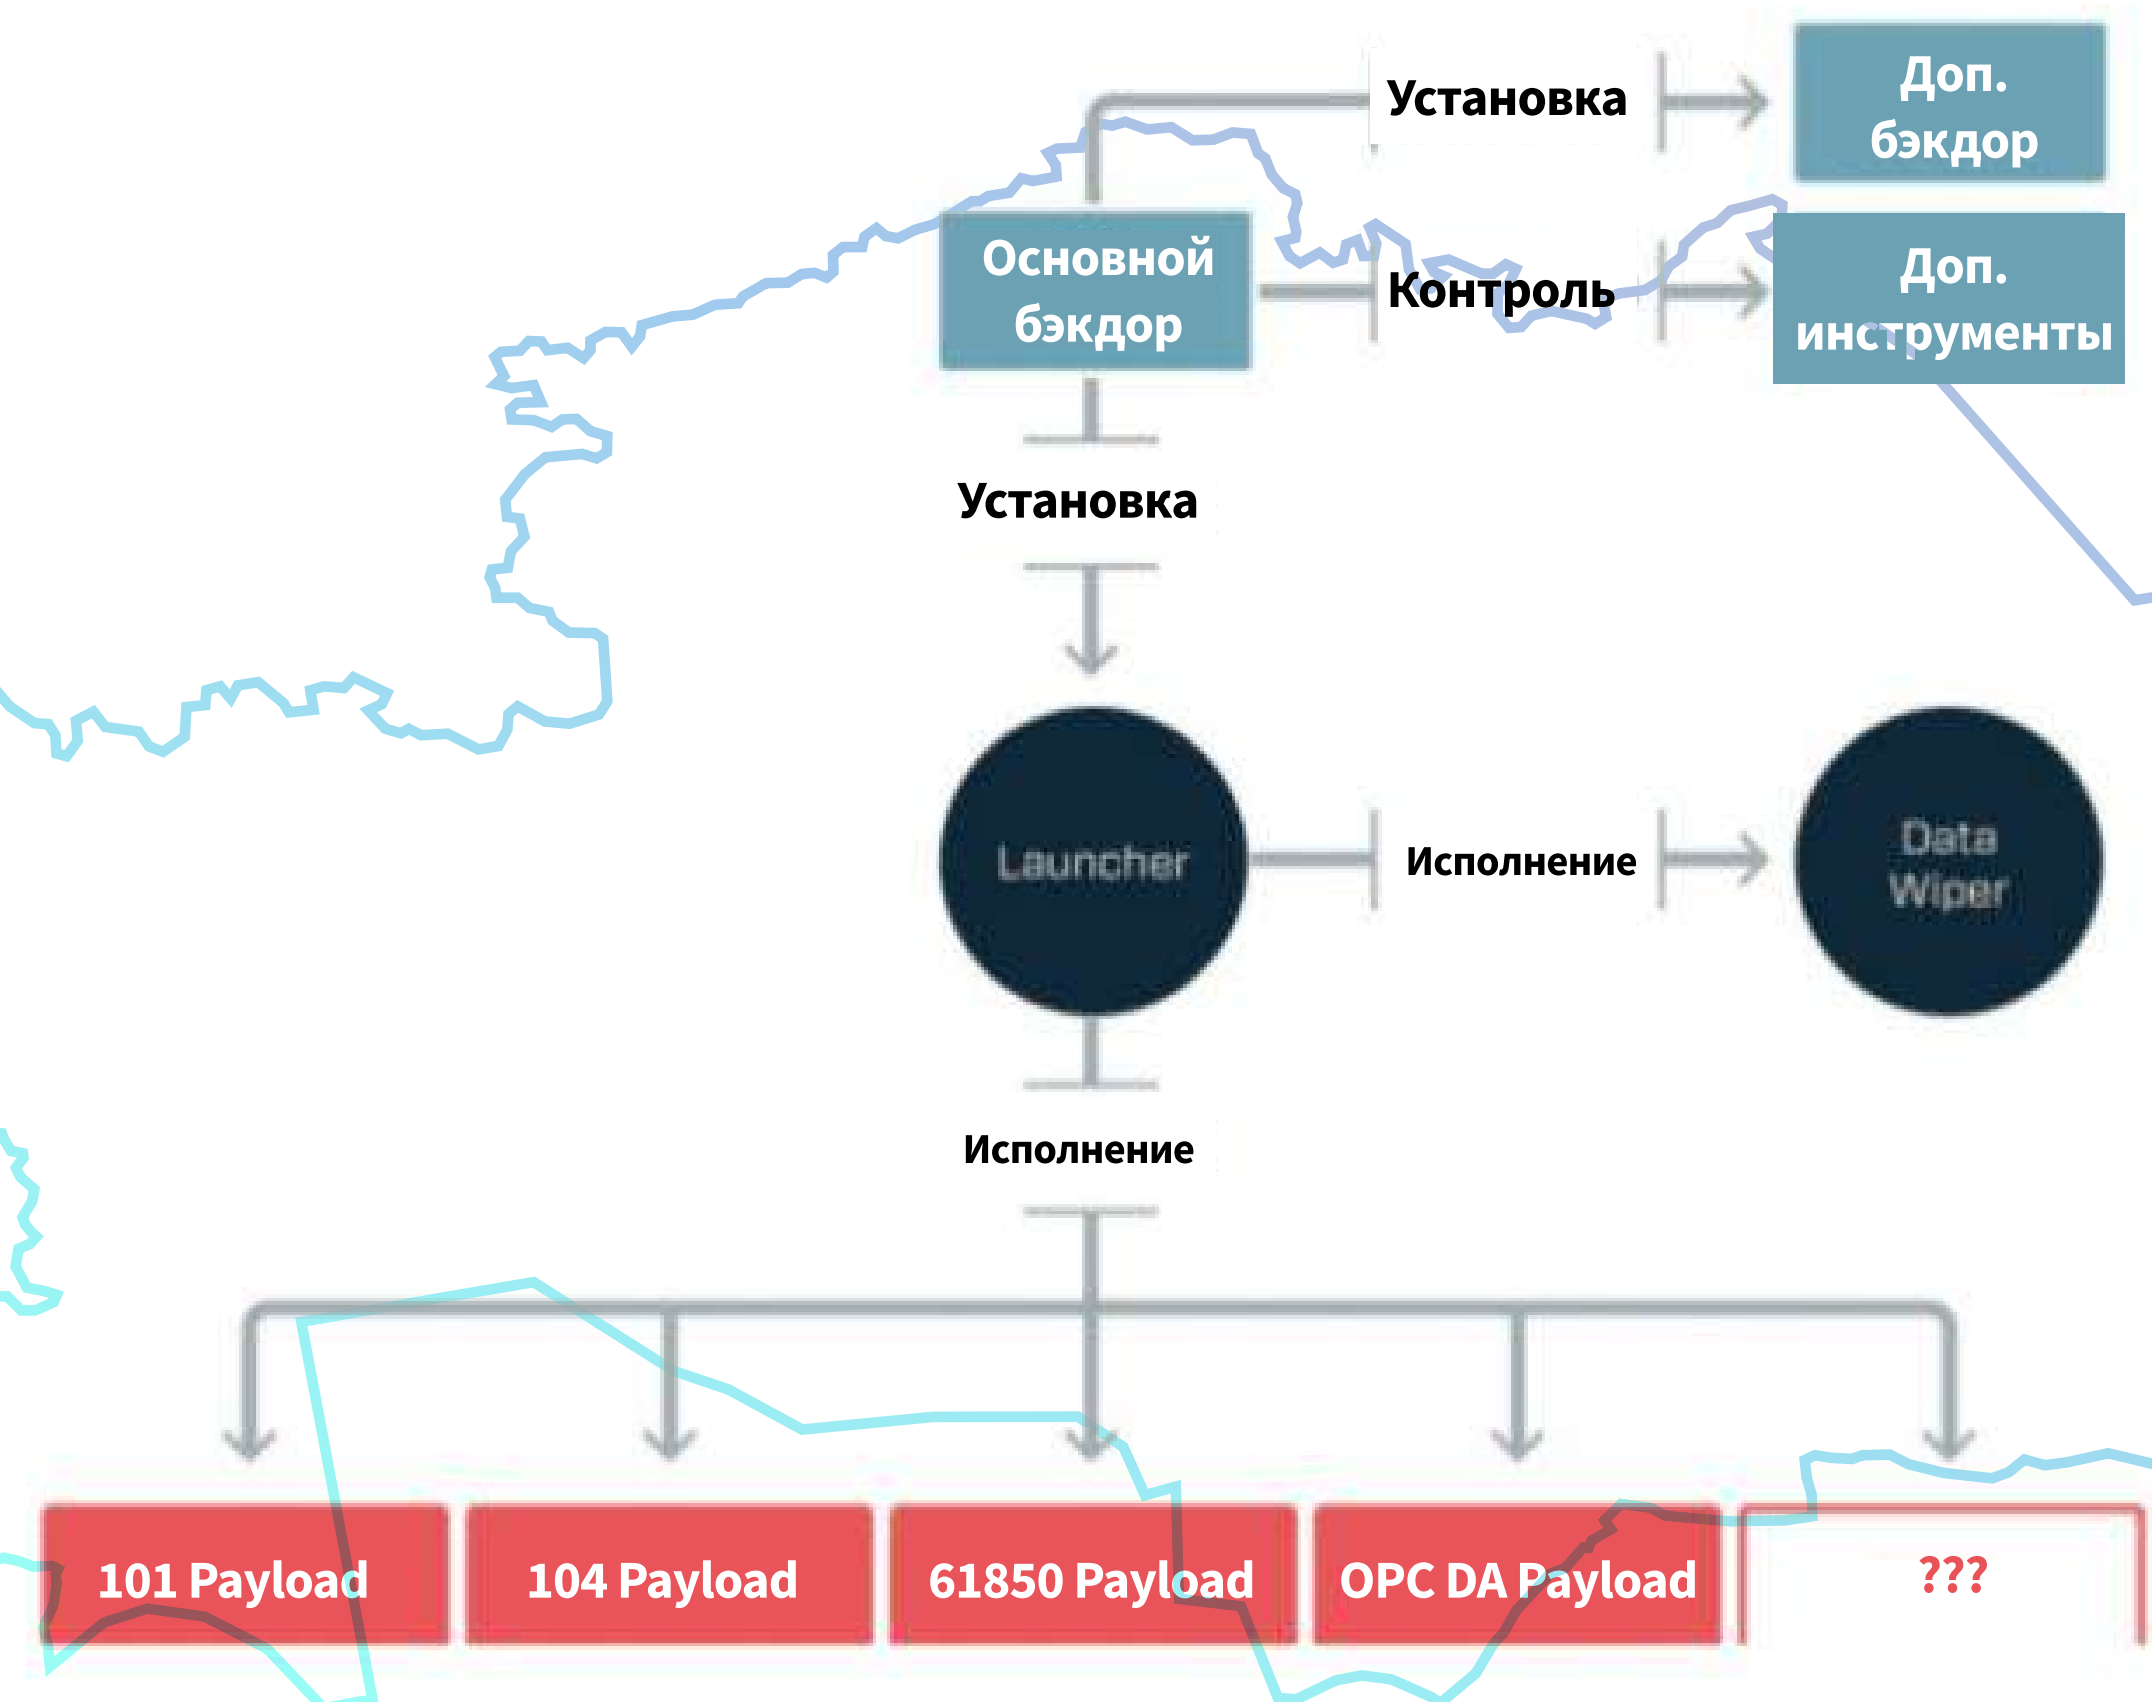 Установка
Доп.
бэкдор
Основной
бэкдор
Контроль
Доп.
инструменты
Установка
Launcher
Исполнение
Data
Wiper
Исполнение
101 Payload
104 Payload
61850 Payload
OPC DA Payload
???